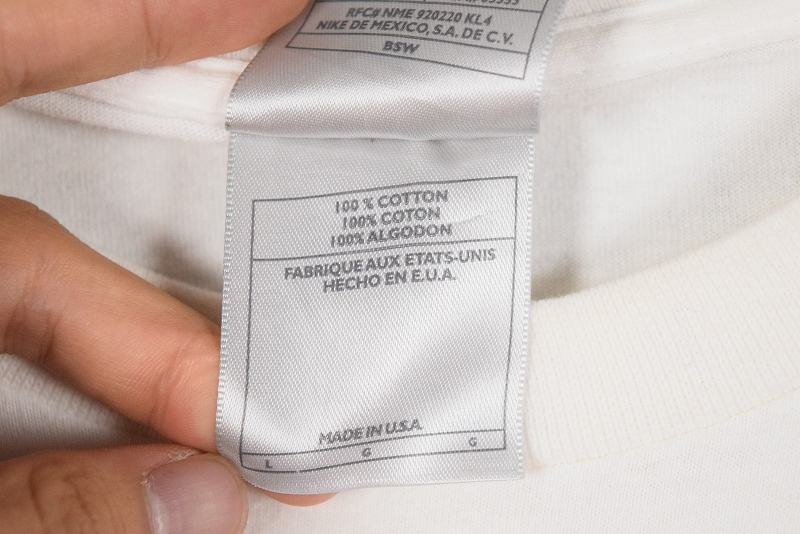 RFC# NME 920220 KL4
NIKE DE MEXICO, S.A. DE C.V.
BSW
100 % COTTON
100% COTON
100% ALGODON
FABRIQUE AUX ETATS-UNIS
HECHO EN E.U.A.
MADE IN U.S.A.
L G G